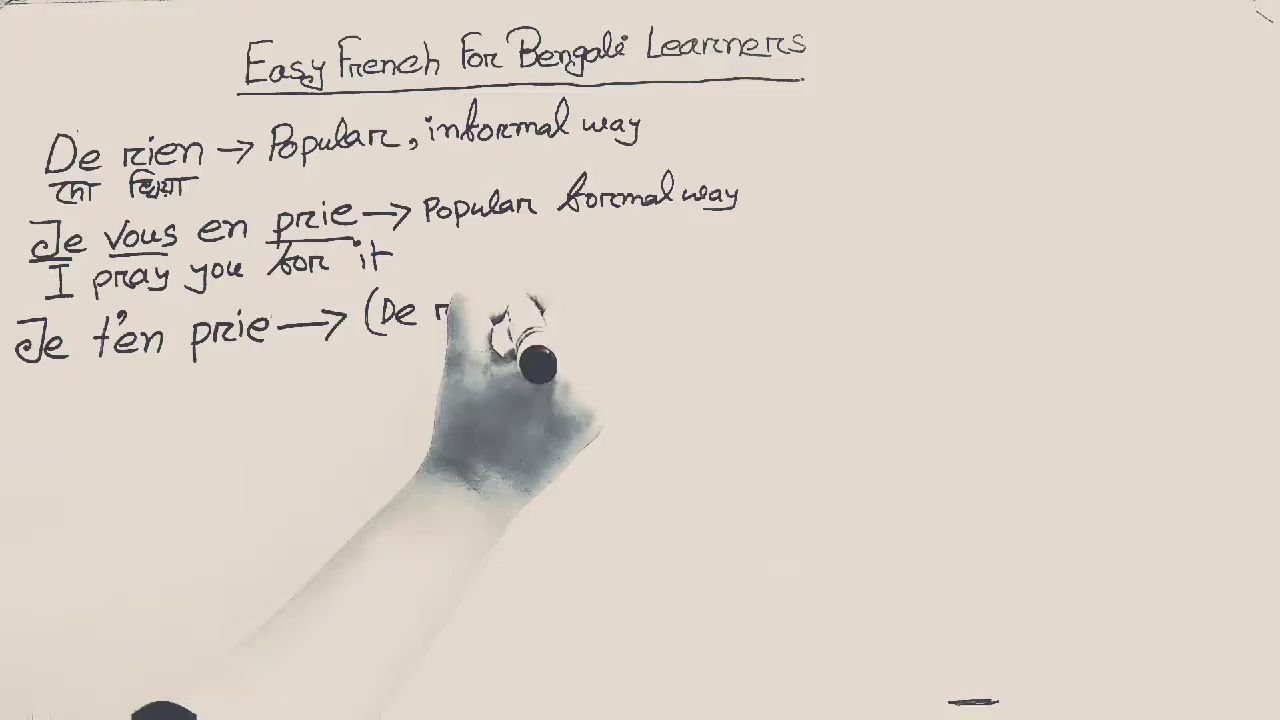 Easy French For Bengali Learners
De rien → Popular, informal way
দো
Je vous en prie → Popular formal way
I pray you for it
Je t'en prie → (De